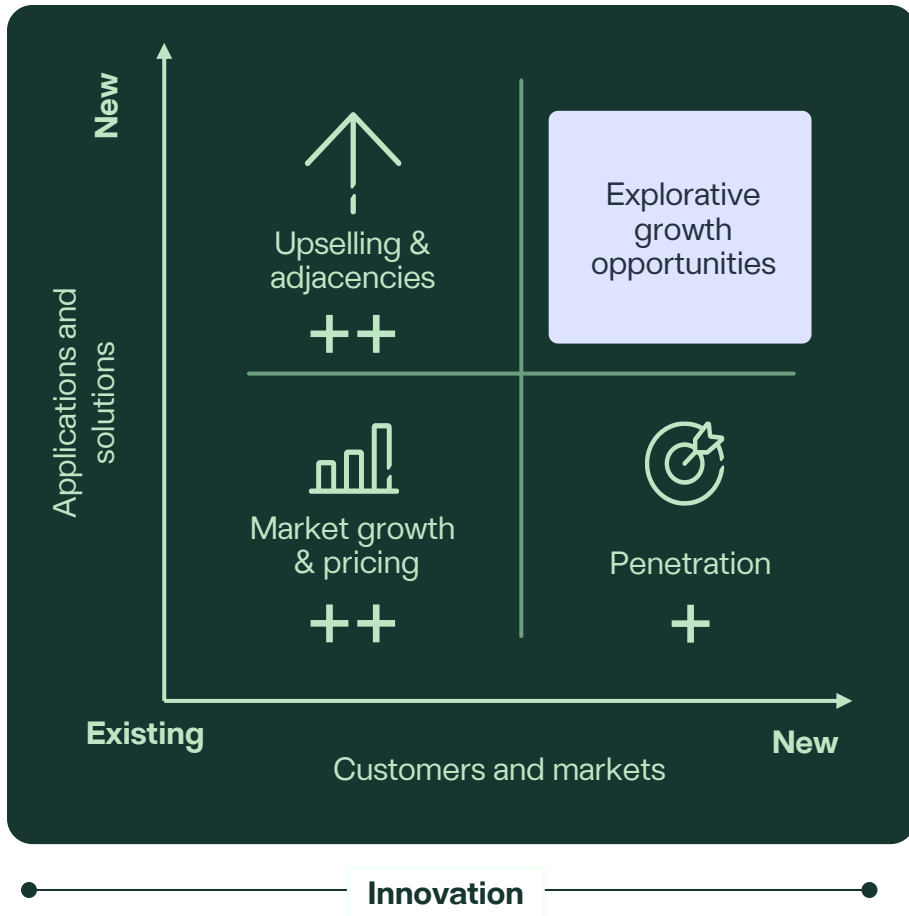 New
Upselling &
adjacencies
++
Explorative
growth
opportunities
Applications and
solutions
Market growth
& pricing
++
Penetration
+
Existing
New
Customers and markets
Innovation